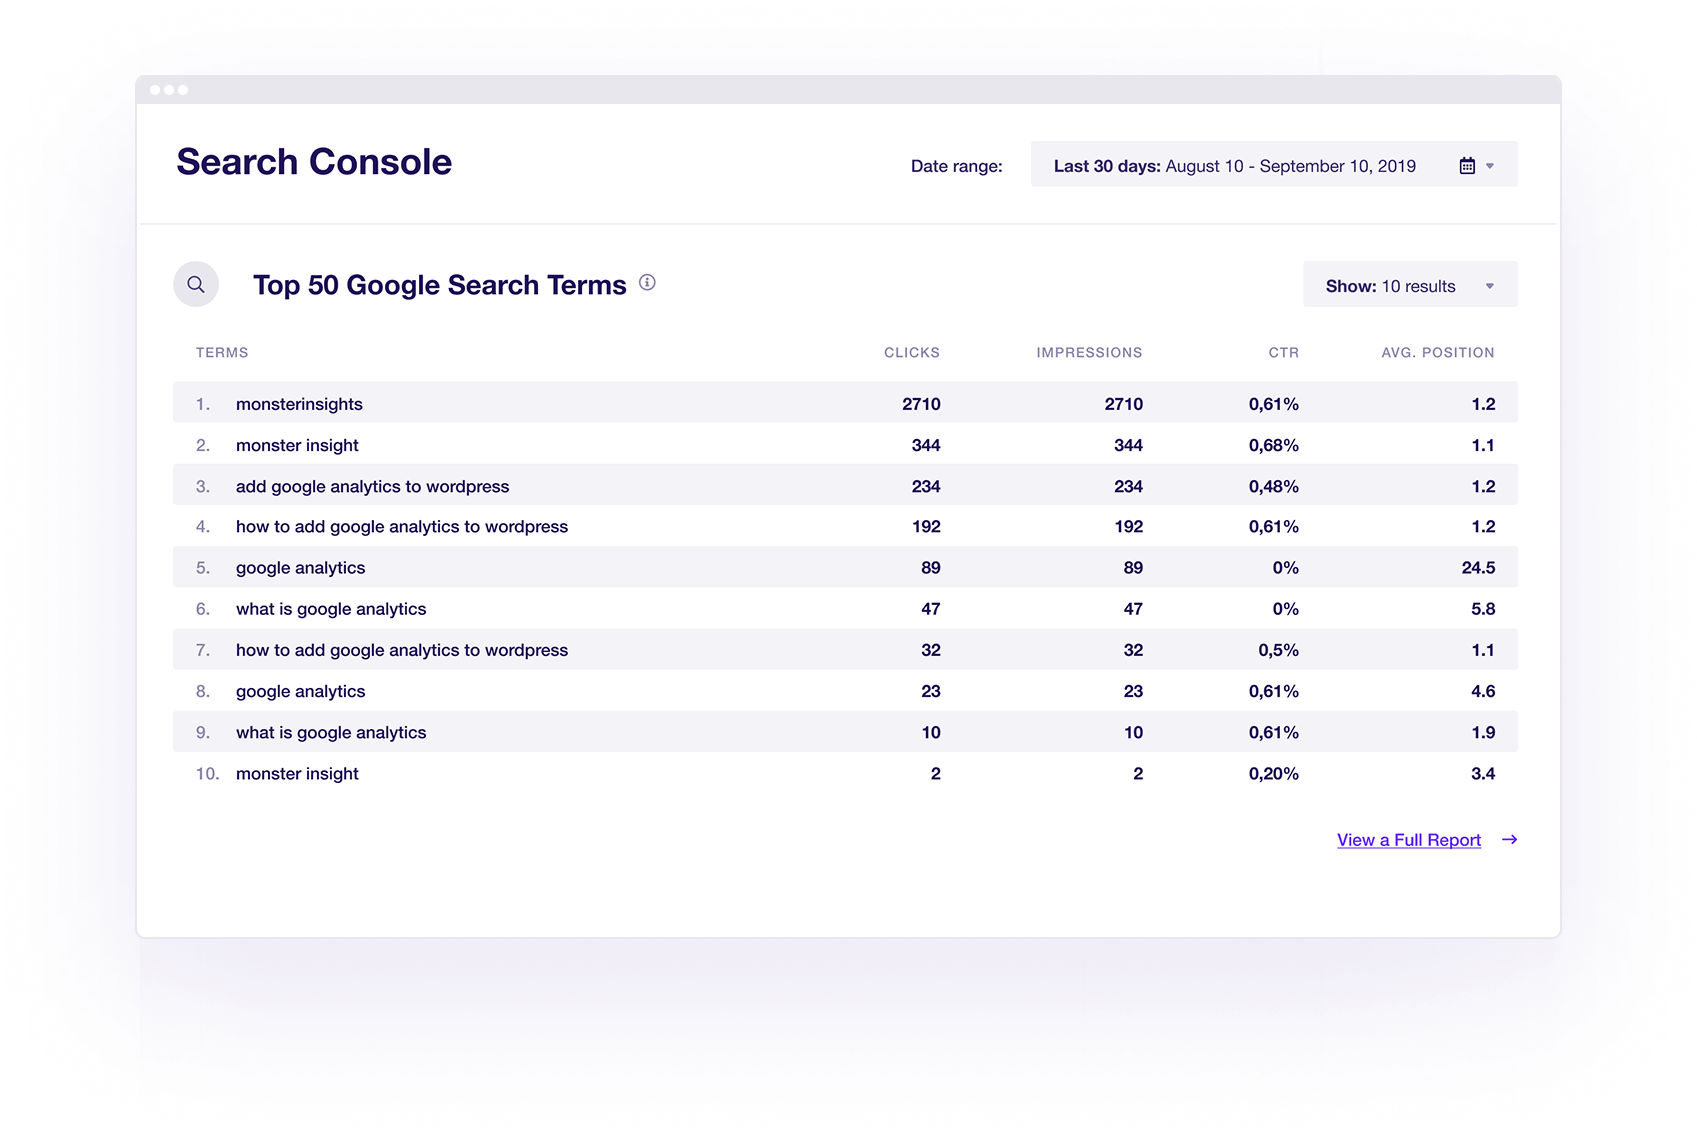 Search Console
Date range: Last 30 days: August 10 - September 10, 2019
Top 50 Google Search Terms
Show: 10 results
TERMS CLICKS IMPRESSIONS CTR AVG. POSITION
1. monsterinsights 2710 2710 0,61% 1.2
2. monster insight 344 344 0,68% 1.1
3. add google analytics to wordpress 234 234 0,48% 1.2
4. how to add google analytics to wordpress 192 192 0,61% 1.2
5. google analytics 89 89 0% 24.5
6. what is google analytics 47 47 0% 5.8
7. how to add google analytics to wordpress 32 32 0,5% 1.1
8. google analytics 23 23 0,61% 4.6
9. what is google analytics 10 10 0,61% 1.9
10. monster insight 2 2 0,20% 3.4
View a Full Report